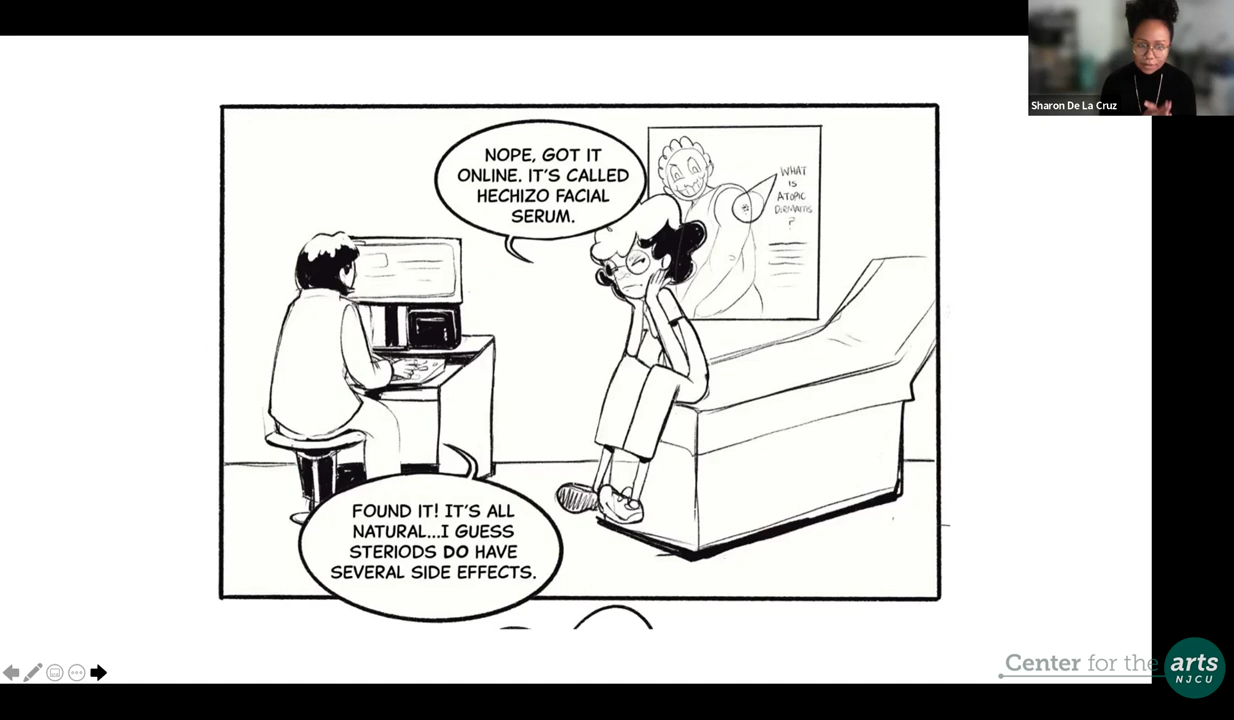 Sharon De La Cruz
NOPE, GOT IT
ONLINE. IT'S CALLED
HECHIZO FACIAL
SERUM.
WHAT
IS
ATOPIC
DIRMAITIS
?
FOUND IT! IT'S ALL
NATURAL...I GUESS
STERIODS DO HAVE
SEVERAL SIDE EFFECTS.
Center for the arts
NJCU